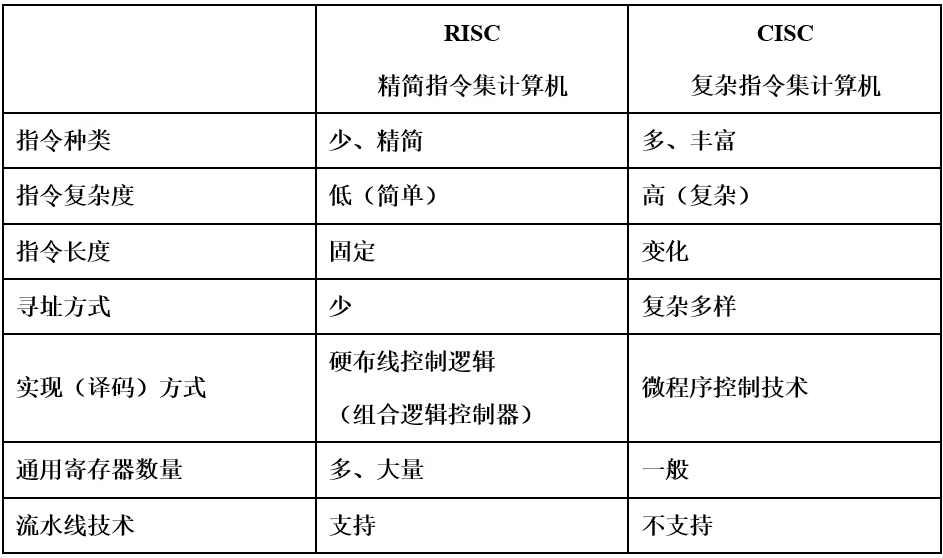 RISC
精简指令集计算机
CISC
复杂指令集计算机
指令种类
少、精简
多、丰富
指令复杂度
低（简单）
高（复杂）
指令长度
固定
变化
寻址方式
少
复杂多样
实现（译码）方式
硬布线控制逻辑
（组合逻辑控制器）
微程序控制技术
通用寄存器数量
多、大量
一般
流水线技术
支持
不支持